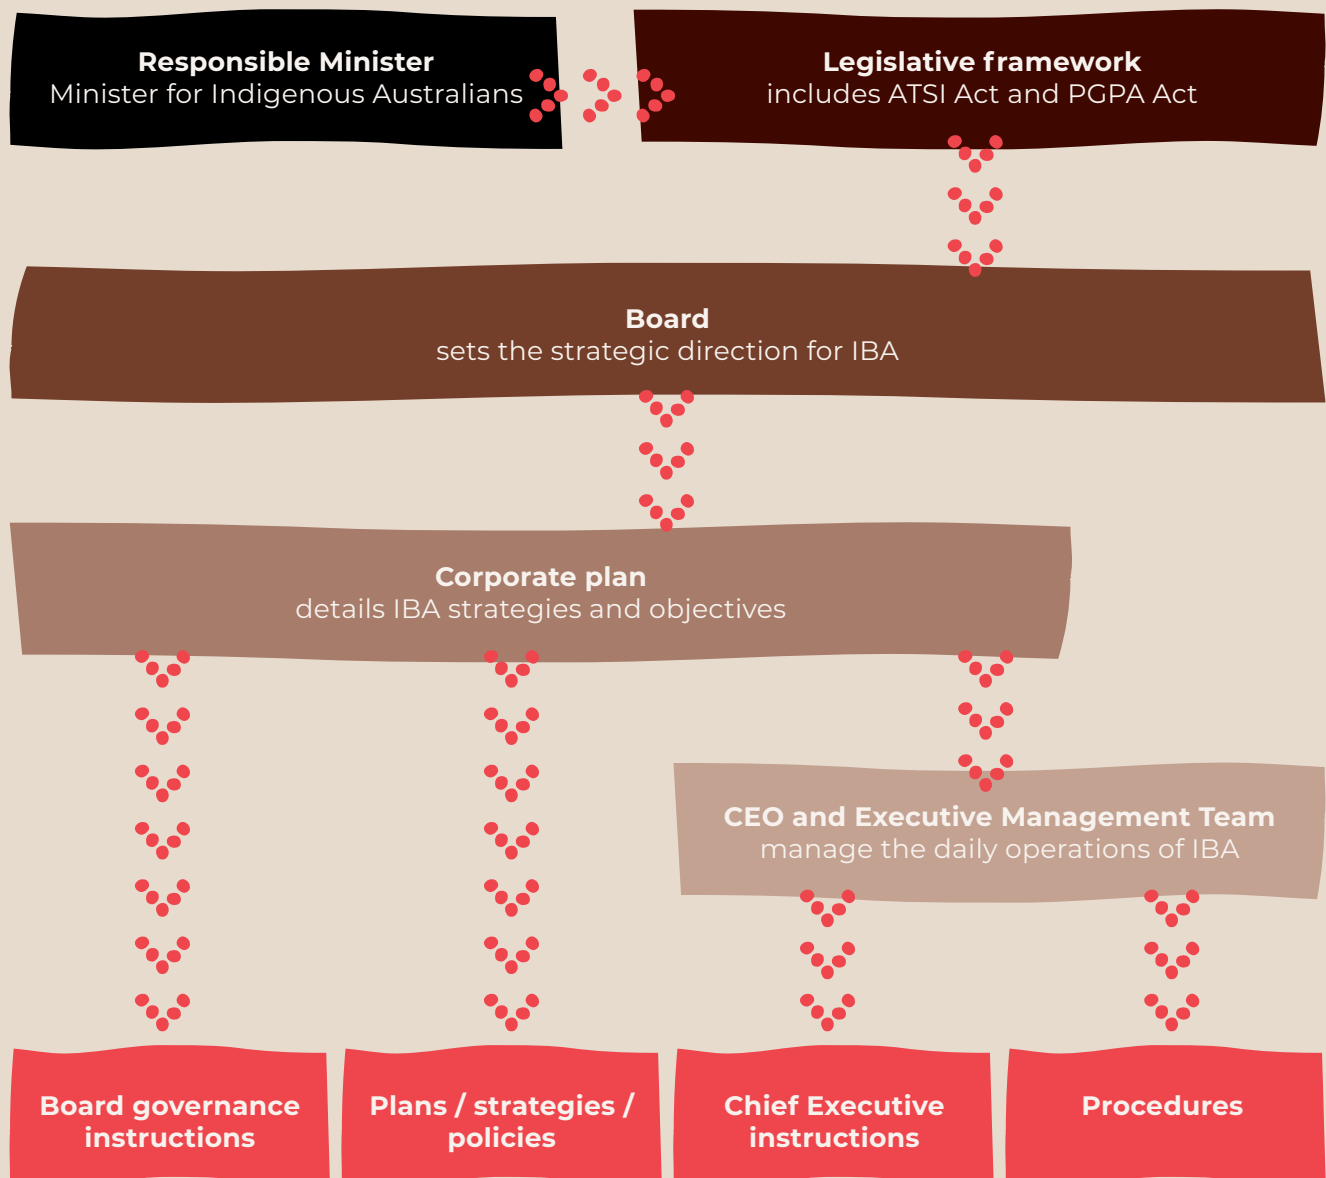 Responsible Minister
Minister for Indigenous Australians
Legislative framework
includes ATSI Act and PGPA Act
Board
sets the strategic direction for IBA
Corporate plan
details IBA strategies and objectives
CEO and Executive Management Team
manage the daily operations of IBA
Board governance
instructions
Plans / strategies /
policies
Chief Executive
instructions
Procedures